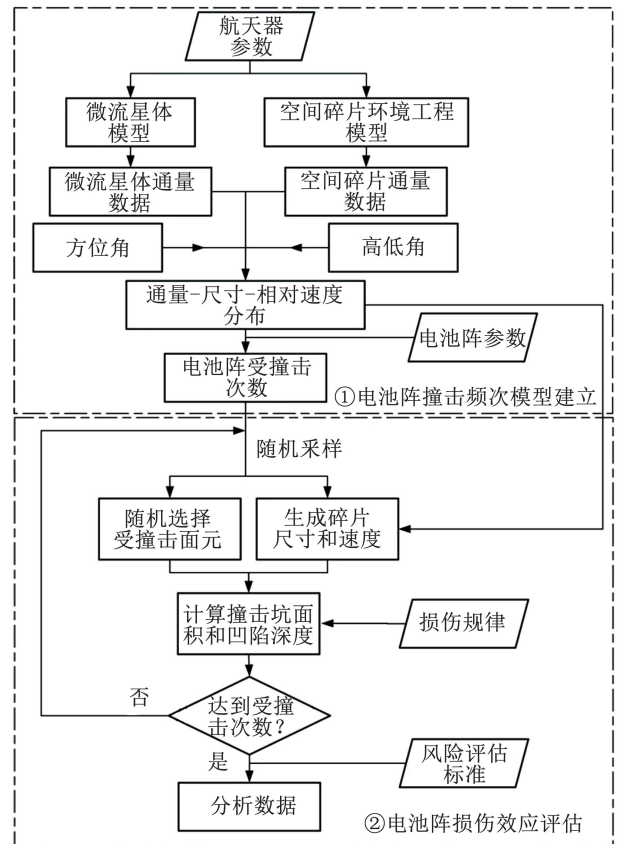 航天器
参数
微流星体
模型
空间碎片环境工程
模型
微流星体通量
数据
空间碎片通量
数据
方位角
高低角
通量-尺寸-相对速度
分布
电池阵参数
电池阵受撞击
次数
①电池阵撞击频次模型建立
随机采样
随机选择
受撞击面元
生成碎片
尺寸和速度
计算撞击坑面
积和凹陷深度
损伤规律
否
达到受撞
击次数?
是
风险评估
标准
分析数据
②电池阵损伤效应评估